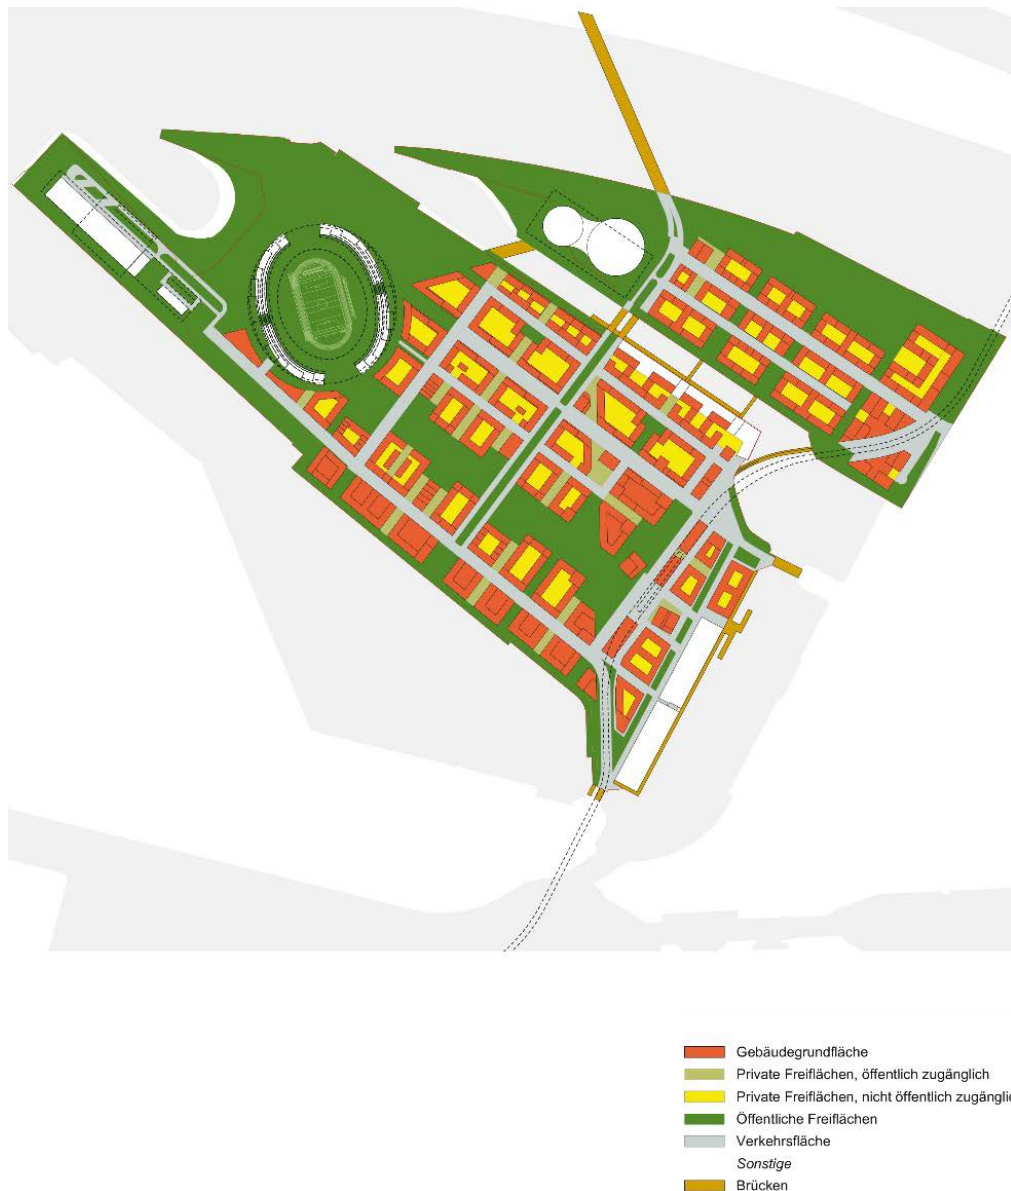 Gebäudegrundfläche
Private Freiflächen, öffentlich zugänglich
Private Freiflächen, nicht öffentlich zugänglic
Öffentliche Freiflächen
Verkehrsfläche
Sonstige
Brücken